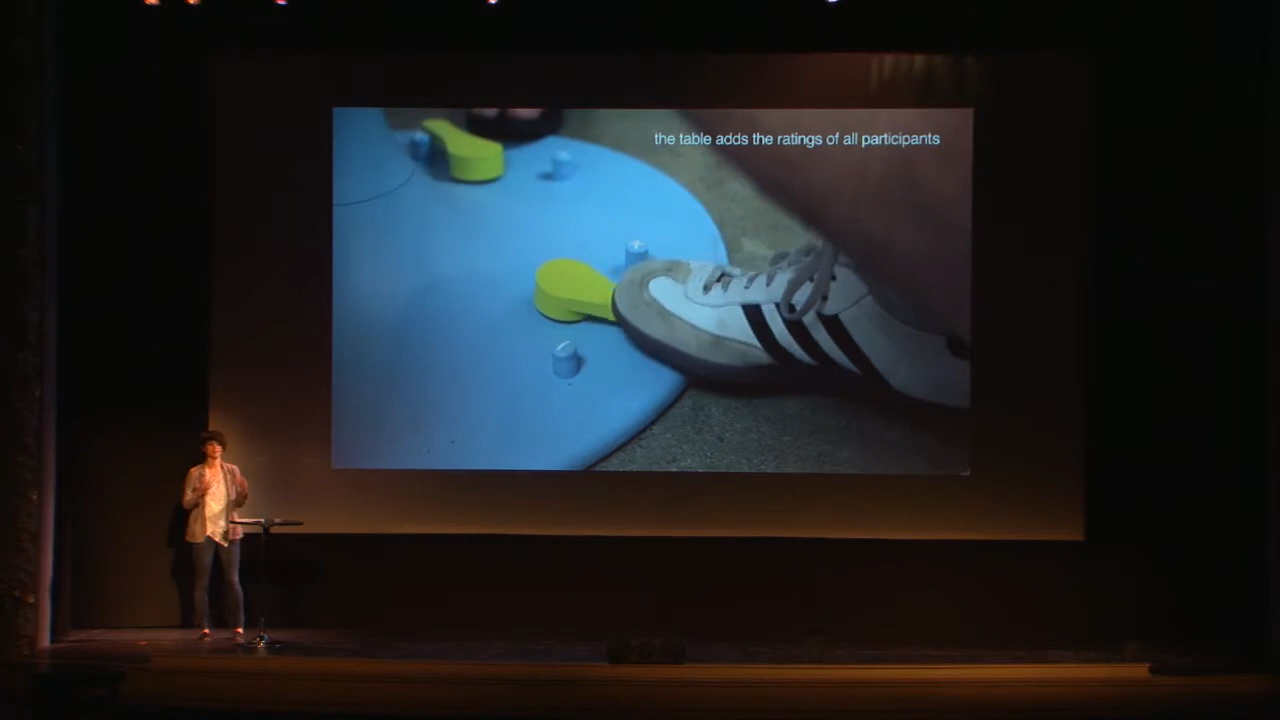 the table adds the ratings of all participants